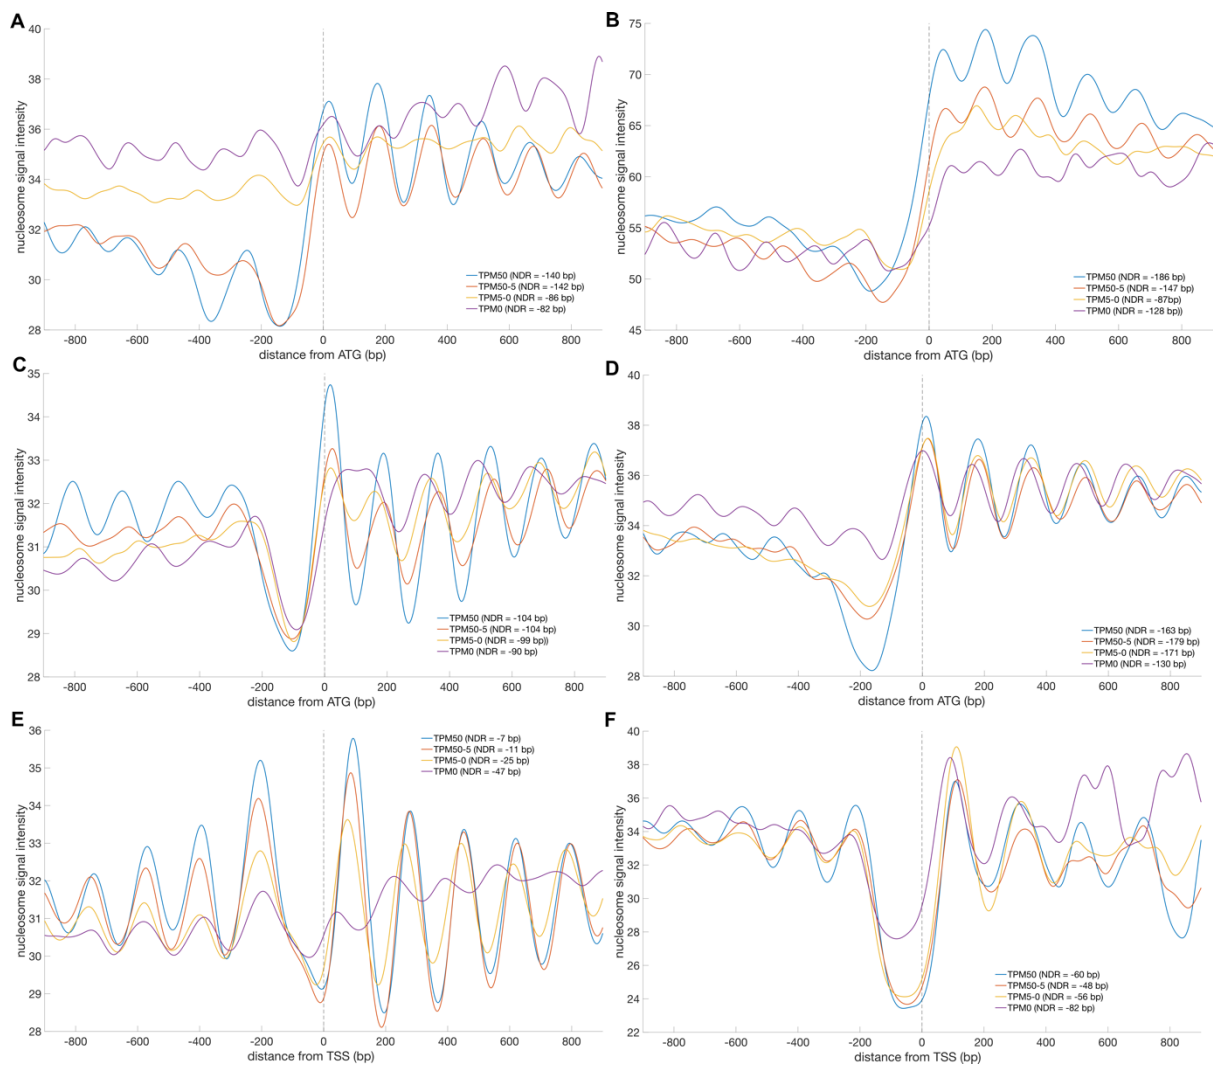 A
40
38
36
34
32
30
28
nucleosome signal intensity
TPM50 (NDR = -140 bp)
TPM50-5 (NDR = -142 bp)
TPM5-0 (NDR = -86 bp)
TPM0 (NDR = -82 bp)
-800 -600 -400 -200 0 200 400 600 800
distance from ATG (bp)
B
75
70
65
60
55
50
45
nucleosome signal intensity
TPM50 (NDR = -186 bp)
TPM50-5 (NDR = -147 bp)
TPM5-0 (NDR = -87bp)
TPM0 (NDR = -128 bp))
-800 -600 -400 -200 0 200 400 600 800
distance from ATG (bp)
C
35
34
33
32
31
30
29
28
nucleosome signal intensity
TPM50 (NDR = -104 bp)
TPM50-5 (NDR = -104 bp)
TPM5-0 (NDR = -99 bp))
TPM0 (NDR = -90 bp)
-800 -600 -400 -200 0 200 400 600 800
distance from ATG (bp)
D
40
38
36
34
32
30
28
nucleosome signal intensity
TPM50 (NDR = -163 bp)
TPM50-5 (NDR = -179 bp)
TPM5-0 (NDR = -171 bp)
TPM0 (NDR = -130 bp)
-800 -600 -400 -200 0 200 400 600 800
distance from ATG (bp)
E
36
35
34
33
32
31
30
29
28
nucleosome signal intensity
TPM50 (NDR = -7 bp)
TPM50-5 (NDR = -11 bp)
TPM5-0 (NDR = -25 bp)
TPM0 (NDR = -47 bp)
-800 -600 -400 -200 0 200 400 600 800
distance from TSS (bp)
F
40
38
36
34
32
30
28
26
24
22
nucleosome signal intensity
TPM50 (NDR = -60 bp)
TPM50-5 (NDR = -48 bp)
TPM5-0 (NDR = -56 bp)
TPM0 (NDR = -82 bp)
-800 -600 -400 -200 0 200 400 600 800
distance from TSS (bp)